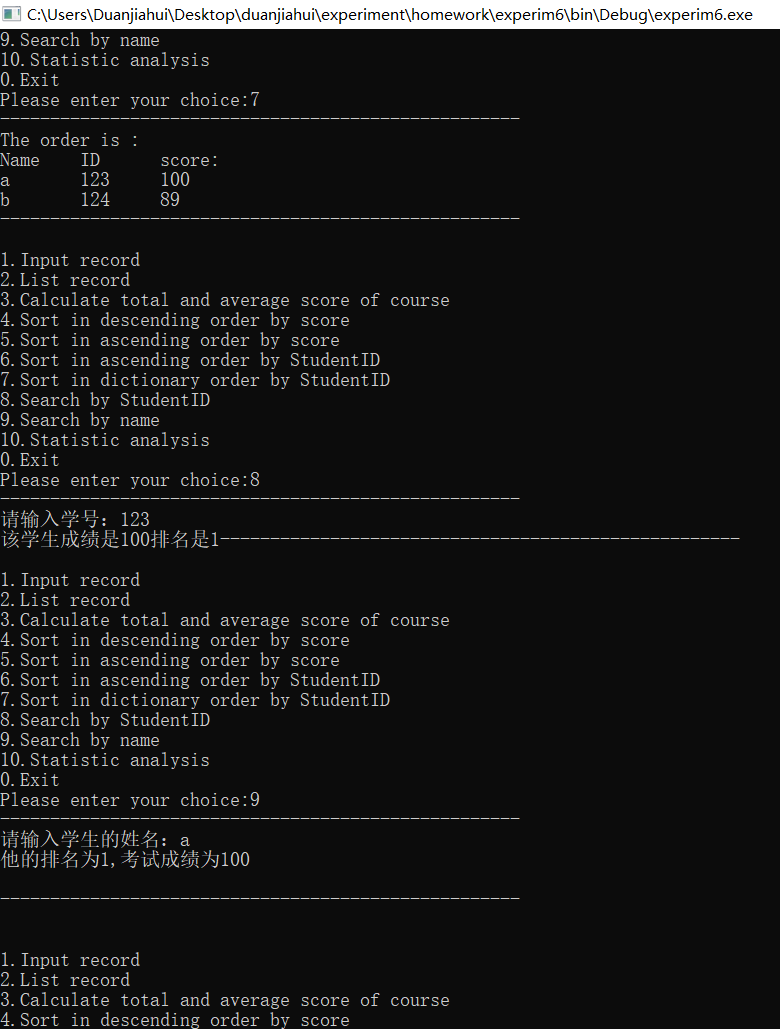 C:\Users\Duanjiahui\Desktop\duanjiahui\experiment\homework\experim6\bin\Debug\experim6.exe
9.Search by name
10.Statistic analysis
0.Exit
Please enter your choice:7
----------------------------------------------------
The order is :
Name    ID      score:
a       123     100
b       124     89
----------------------------------------------------
1.Input record
2.List record
3.Calculate total and average score of course
4.Sort in descending order by score
5.Sort in ascending order by score
6.Sort in ascending order by StudentID
7.Sort in dictionary order by StudentID
8.Search by StudentID
9.Search by name
10.Statistic analysis
0.Exit
Please enter your choice:8
----------------------------------------------------
请输入学号：123
该学生成绩是100排名是1----------------------------------------------------
1.Input record
2.List record
3.Calculate total and average score of course
4.Sort in descending order by score
5.Sort in ascending order by score
6.Sort in ascending order by StudentID
7.Sort in dictionary order by StudentID
8.Search by StudentID
9.Search by name
10.Statistic analysis
0.Exit
Please enter your choice:9
----------------------------------------------------
请输入学生的姓名：a
他的排名为1,考试成绩为100
----------------------------------------------------
1.Input record
2.List record
3.Calculate total and average score of course
4.Sort in descending order by score